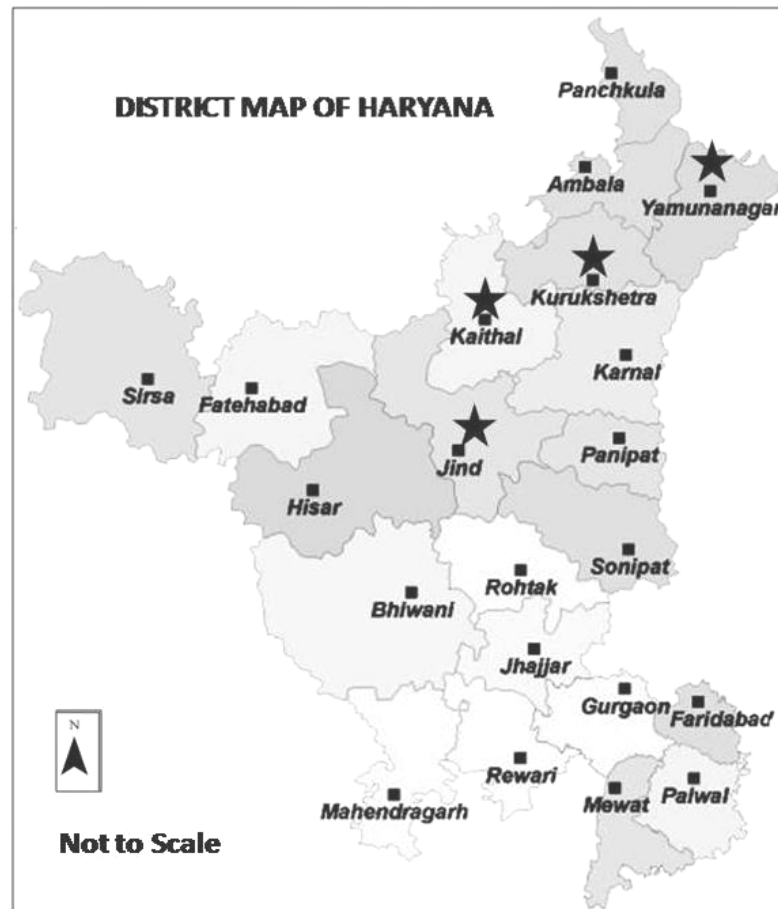 DISTRICT MAP OF HARYANA
Panchkula
Ambala
Yamunanagar
Kurukshetra
Kaithal
Karnal
Sirsa
Fatehabad
Jind
Panipat
Hisar
Sonipat
Rohtak
Bhiwani
Jhajjar
Gurgaon
Faridabad
Rewari
Mahendragarh
Mewat
Palwal
N
Not to Scale